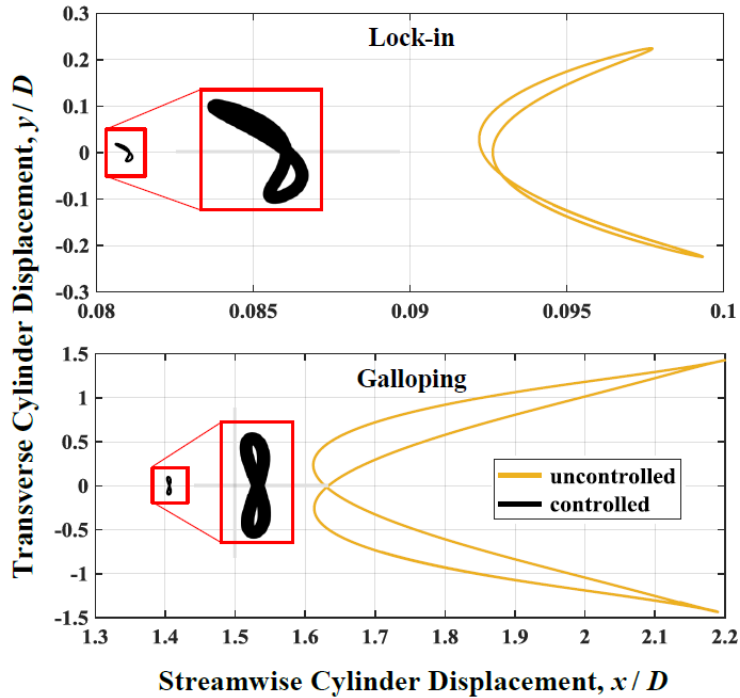 Transverse Cylinder Displacement, y / D
Lock-in
0.3
0.2
0.1
0
-0.1
-0.2
-0.3
0.08 0.085 0.09 0.095 0.1
Galloping
1.5
1
0.5
0
-0.5
-1
-1.5
uncontrolled
controlled
1.3 1.4 1.5 1.6 1.7 1.8 1.9 2 2.1 2.2
Streamwise Cylinder Displacement, x / D